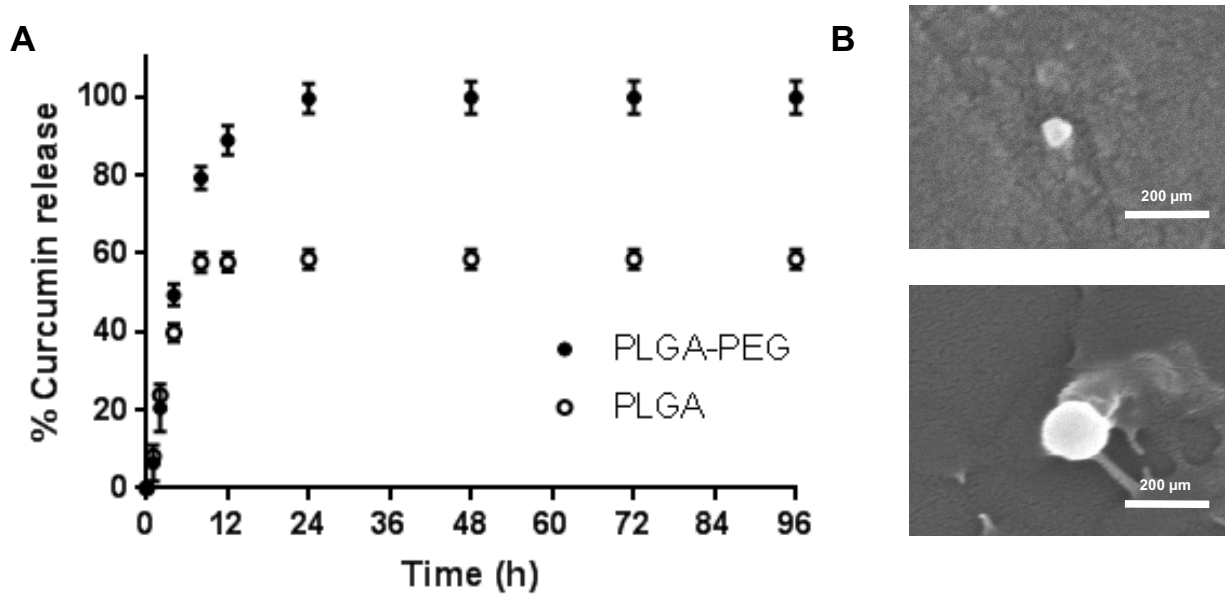 A
B
% Curcumin release
100
80
60
40
20
0
PLGA-PEG
PLGA
0 12 24 36 48 60 72 84 96
Time (h)
200 µm
200 µm